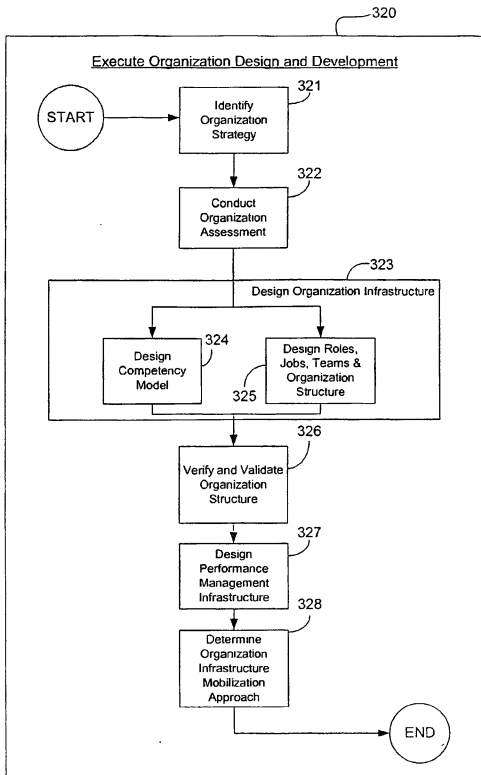 320
Execute Organization Design and Development
START
321
Identify
Organization
Strategy
322
Conduct
Organization
Assessment
323
Design Organization Infrastructure
324
Design
Competency
Model
325
Design Roles,
Jobs, Teams &
Organization
Structure
326
Verify and Validate
Organization
Structure
327
Design
Performance
Management
Infrastructure
328
Determine
Organization
Infrastructure
Mobilization
Approach
END